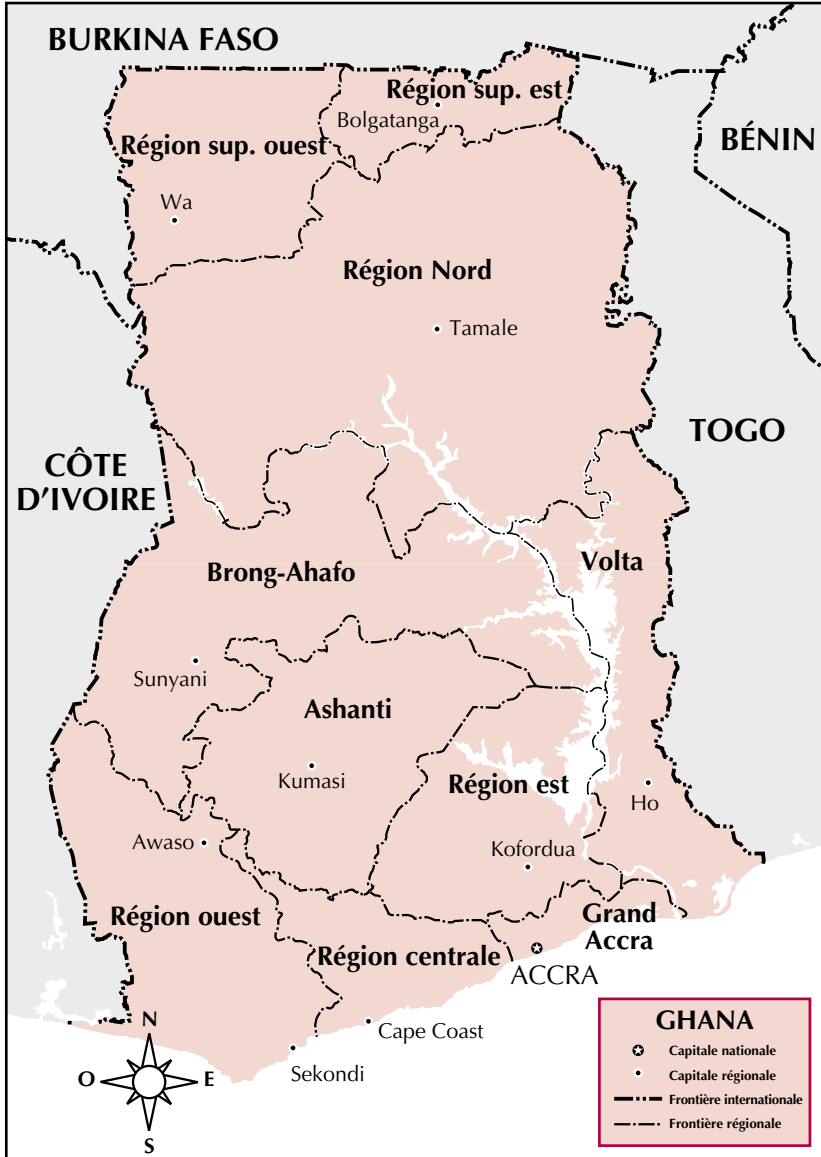 BURKINA FASO
Région sup. est
Bolgatanga
BÉNIN
Région sup. ouest
Wa
Région Nord
Tamale
TOGO
CÔTE
D'IVOIRE
Volta
Brong-Ahafo
Sunyani
Ashanti
Kumasi
Région est
Ho
Awaso
Kofordua
Région ouest
Grand
Accra
Région centrale
ACCRA
Cape Coast
Sekondi
N
O
E
S
GHANA
Capitale nationale
Capitale régionale
Frontière internationale
Frontière régionale